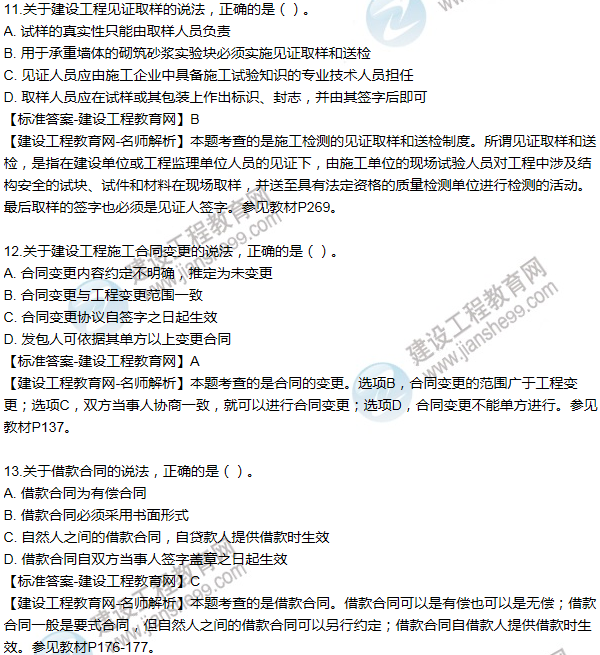 11.关于建设工程见证取样的说法，正确的是（ ）。
A. 试样的真实性只能由取样人员负责
B. 用于承重墙体的砌筑砂浆实验块必须实施见证取样和送检
C. 见证人员应由施工企业中具备施工试验知识的专业技术人员担任
D. 取样人员应在试样或其包装上作出标识、封志，并由其签字后即可
【标准答案-建设工程教育网】B
【建设工程教育网-名师解析】本题考查的是施工检测的见证取样和送检制度。所谓见证取样和送
检，是指在建设单位或工程监理单位人员的见证下，由施工单位的现场试验人员对工程中涉及结
构安全的试块、试件和材料在现场取样，并送至具有法定资格的质量检测单位进行检测的活动。
最后取样的签字也必须是见证人签字。参见教材P269。
12.关于建设工程施工合同变更的说法，正确的是（ ）。
A. 合同变更内容约定不明确，推定为未变更
B. 合同变更与工程变更范围一致
C. 合同变更协议自签字之日起生效
D. 发包人可依据其单方以上变更合同
【标准答案-建设工程教育网】A
【建设工程教育网-名师解析】本题考查的是合同的变更。选项B，合同变更的范围广于工程变
更；选项C，双方当事人协商一致，就可以进行合同变更；选项D，合同变更不能单方进行。参见
教材P137。
13.关于借款合同的说法，正确的是（ ）。
A. 借款合同为有偿合同
B. 借款合同必须采用书面形式
C. 自然人之间的借款合同，自贷款人提供借款时生效
D. 借款合同自双方当事人签字盖章之日起生效
【标准答案-建设工程教育网】C
【建设工程教育网-名师解析】本题考查的是借款合同。借款合同可以是有偿也可以是无偿；借款
合同一般是要式合同，但自然人之间的借款合同可以另行约定；借款合同自借款人提供借款时生
效。参见教材P176-177。
建设工程教育网
www.jianshe99.com
建设工程教育网
www.jianshe99.com
建设工程教育网
www.jianshe99.com